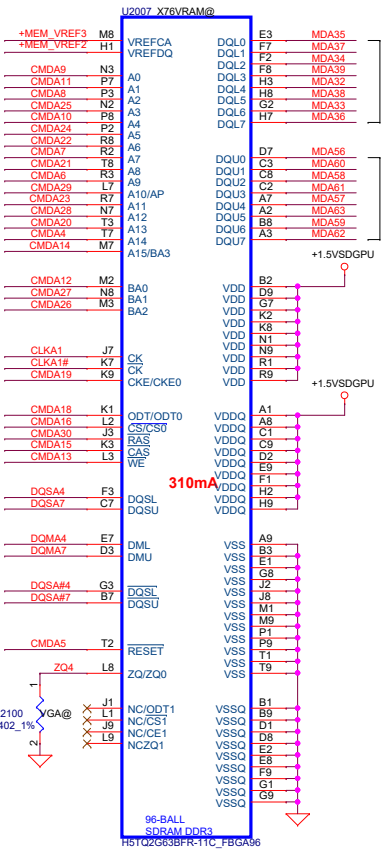 U2007 X76VRAM@
+MEM_VREF3 M8 VREFCA
+MEM_VREF2 H1 VREFDQ
CMDA9 N3 A0
CMDA11 P7 A1
CMDA8 P3 A2
CMDA25 N2 A3
CMDA10 P8 A4
CMDA24 P2 A5
CMDA22 R8 A6
CMDA7 R2 A7
CMDA21 T8 A8
CMDA6 R3 A9
CMDA29 L7 A10/AP
CMDA23 R7 A11
CMDA28 N7 A12
CMDA20 T3 A13
CMDA4 T7 A14
CMDA14 M7 A15/BA3
CMDA12 M2 BA0
CMDA27 N8 BA1
CMDA26 M3 BA2
CLKA1 J7 CK
CLKA1# K7 CK
CMDA19 K9 CKE/CKE0
CMDA18 K1 ODT/ODT0
CMDA16 L2 CS/CS0
CMDA30 J3 RAS
CMDA15 K3 CAS
CMDA13 L3 WE
DQSA4 F3 DQSL
DQSA7 C7 DQSU
DQMA4 E7 DML
DQMA7 D3 DMU
DQSA#4 G3 DQSL
DQSA#7 B7 DQSU
CMDA5 T2 RESET
ZQ4 L8 ZQ/ZQ0
1
2100 VGA@
402_1%
2
J1 NC/ODT1
L1 NC/CS1
J9 NC/CE1
L9 NCZQ1
DQL0 E3 MDA35
DQL1 F7 MDA37
DQL2 F2 MDA34
DQL3 F8 MDA39
DQL4 H3 MDA32
DQL5 H8 MDA38
DQL6 G2 MDA33
DQL7 H7 MDA36
DQU0 D7 MDA56
DQU1 C3 MDA60
DQU2 C8 MDA58
DQU3 C2 MDA61
DQU4 A7 MDA57
DQU5 A2 MDA63
DQU6 B8 MDA59
DQU7 A3 MDA62
+1.5VSDGPU
VDD B2
VDD D9
VDD G7
VDD K2
VDD K8
VDD N1
VDD N9
VDD R1
VDD R9
+1.5VSDGPU
VDDQ A1
VDDQ A8
VDDQ C1
VDDQ C9
VDDQ D2
VDDQ E9
VDDQ F1
VDDQ H2
VDDQ H9
310mA
VSS A9
VSS B3
VSS E1
VSS G8
VSS J2
VSS J8
VSS M1
VSS M9
VSS P1
VSS P9
VSS T1
VSS T9
VSSQ B1
VSSQ B9
VSSQ D1
VSSQ D8
VSSQ E2
VSSQ E8
VSSQ F9
VSSQ G1
VSSQ G9
96-BALL
SDRAM DDR3
H5TQ2G63BFR-11C_FBGA96